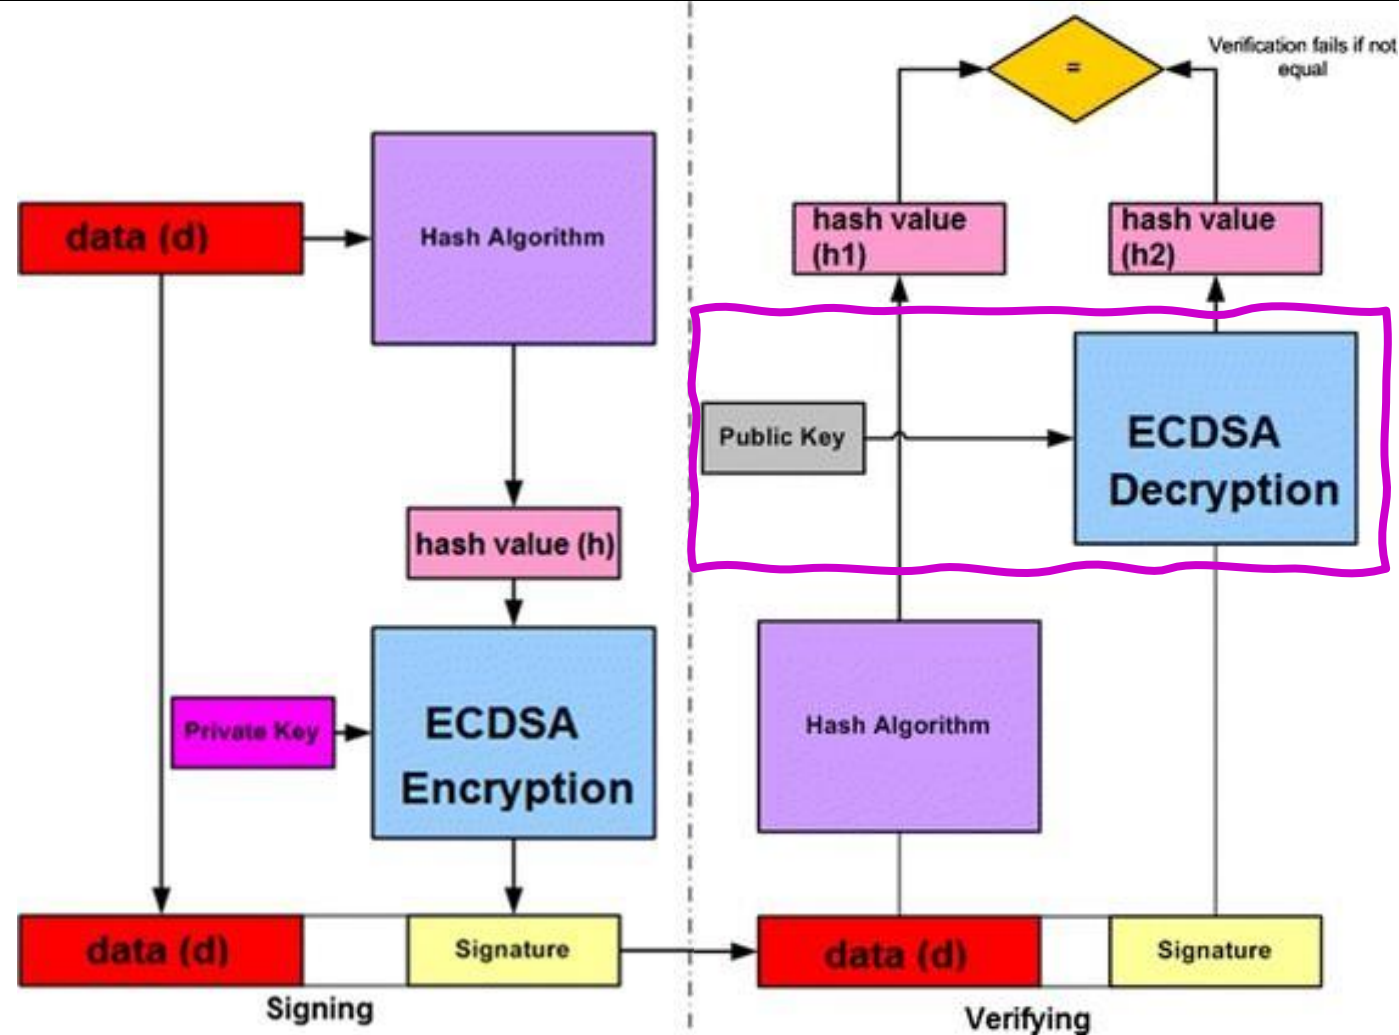 data (d)
Hash Algorithm
hash value (h)
Private Key
ECDSA
Encryption
data (d)
Signature
Signing
=
Verification fails if not
equal
hash value
(h1)
hash value
(h2)
Public Key
ECDSA
Decryption
Hash Algorithm
data (d)
Signature
Verifying